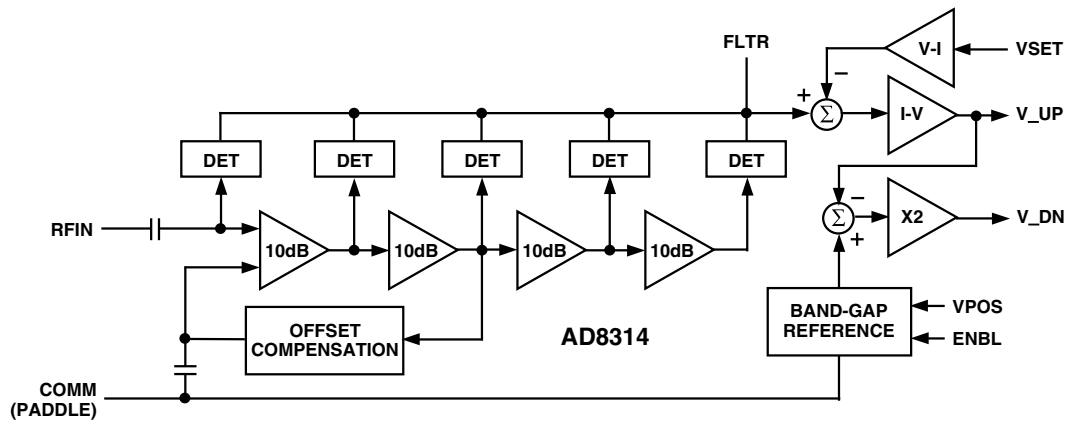 FLTR
V-I
VSET
–
+
Σ
I-V
V_UP
DET
DET
DET
DET
DET
RFIN
10dB
10dB
10dB
10dB
–
Σ
+
X2
V_DN
OFFSET
COMPENSATION
AD8314
BAND-GAP
REFERENCE
VPOS
ENBL
COMM
(PADDLE)